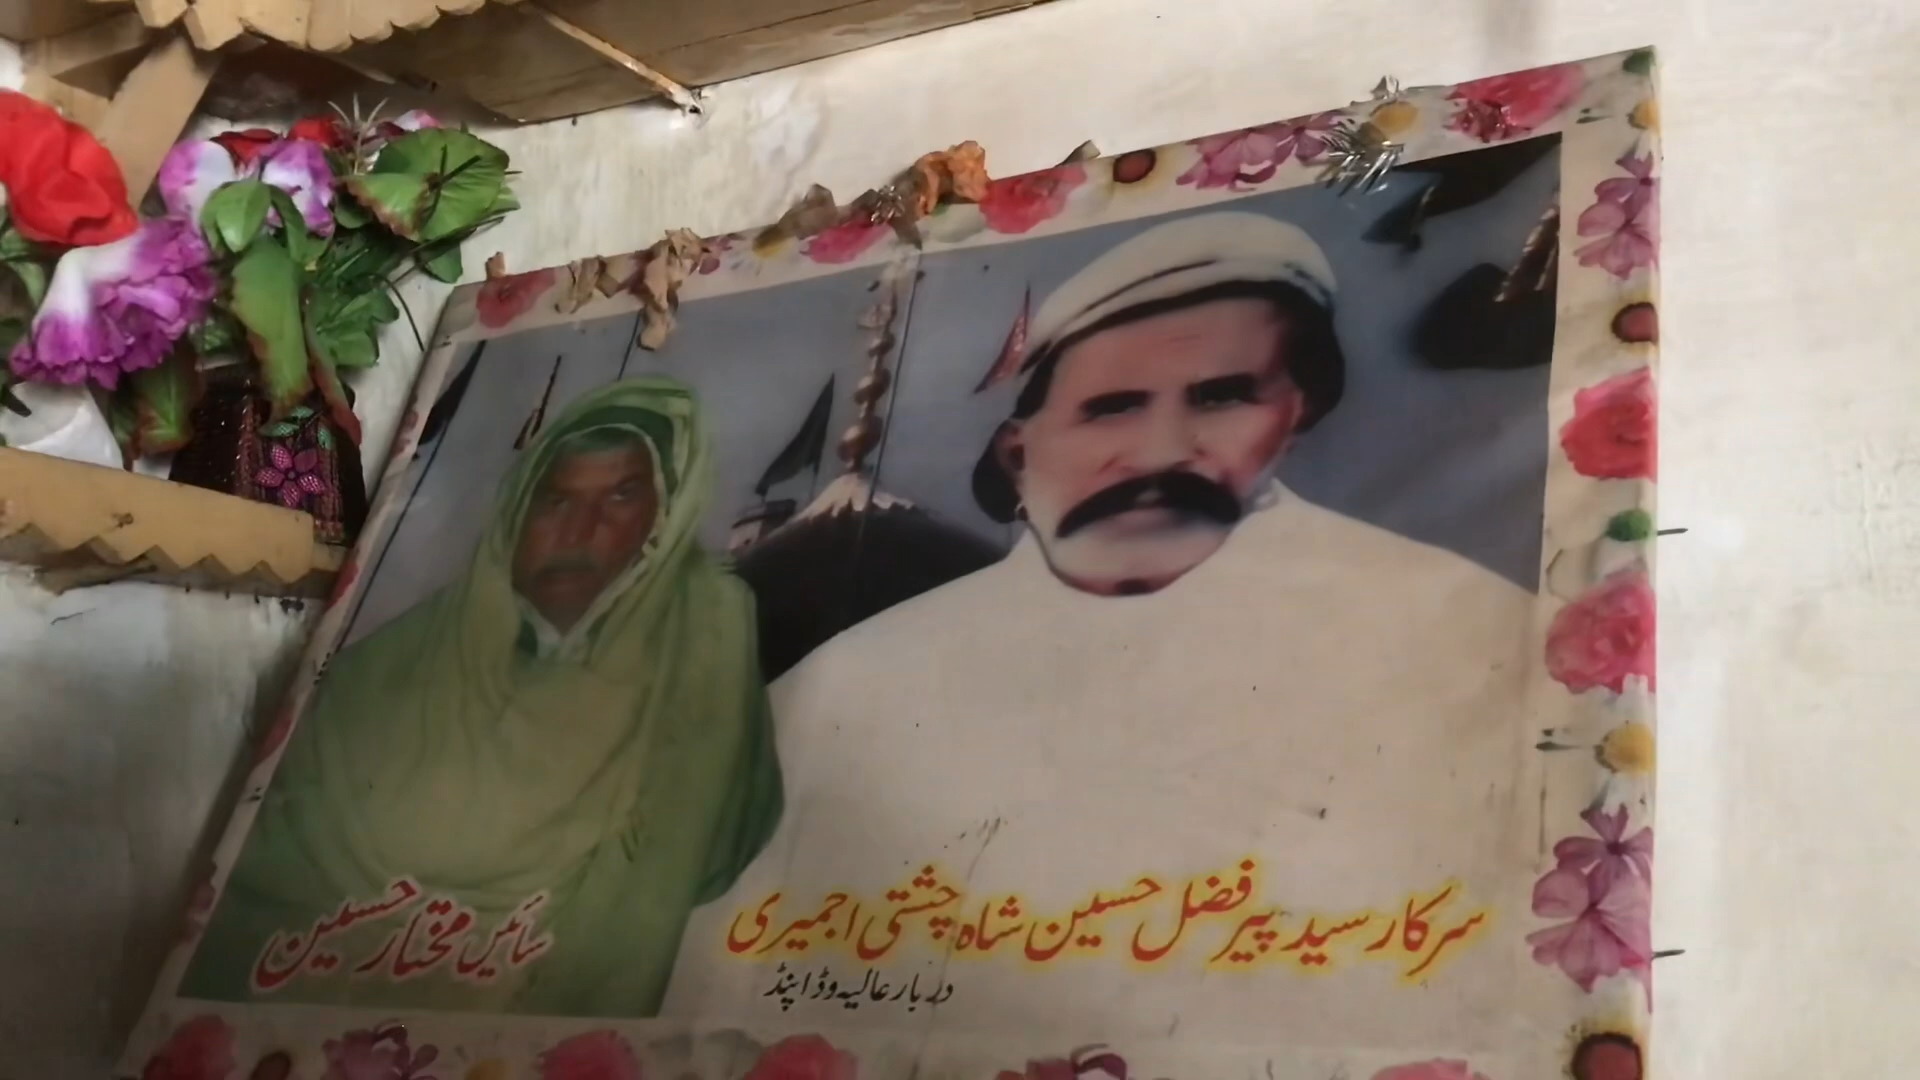 سرکار سید پیر فضل حسین شاہ چشتی اجمیری
دربار عالیہ وڈا پنڈ
سائیں مختار حسین